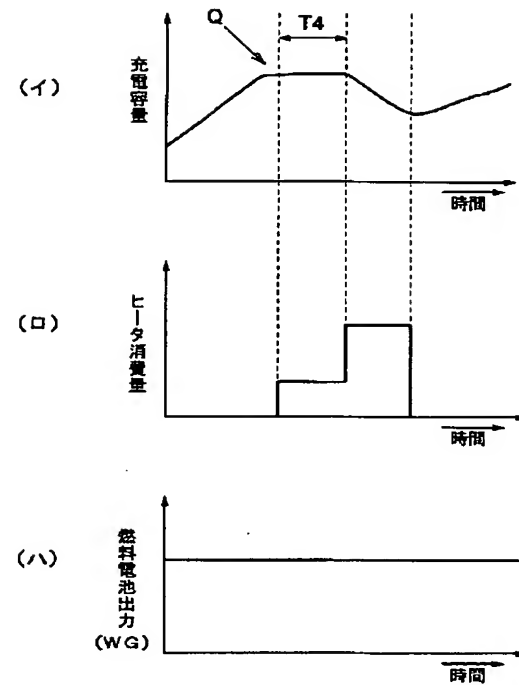 Q
T4
(イ)
充電容量
時間
(ロ)
ヒータ消費量
時間
(ハ)
燃料電池出力
(WG)
時間